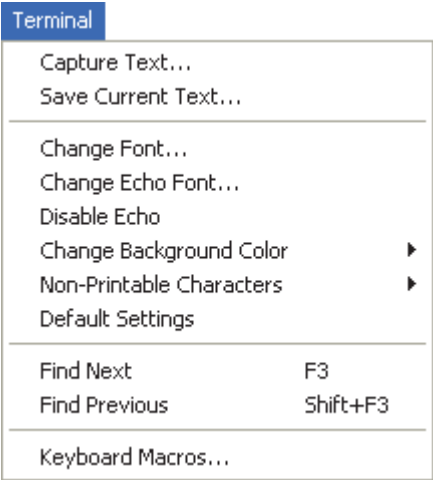 Terminal
Capture Text...
Save Current Text...
Change Font...
Change Echo Font...
Disable Echo
Change Background Color
Non-Printable Characters
Default Settings
Find Next F3
Find Previous Shift+F3
Keyboard Macros...